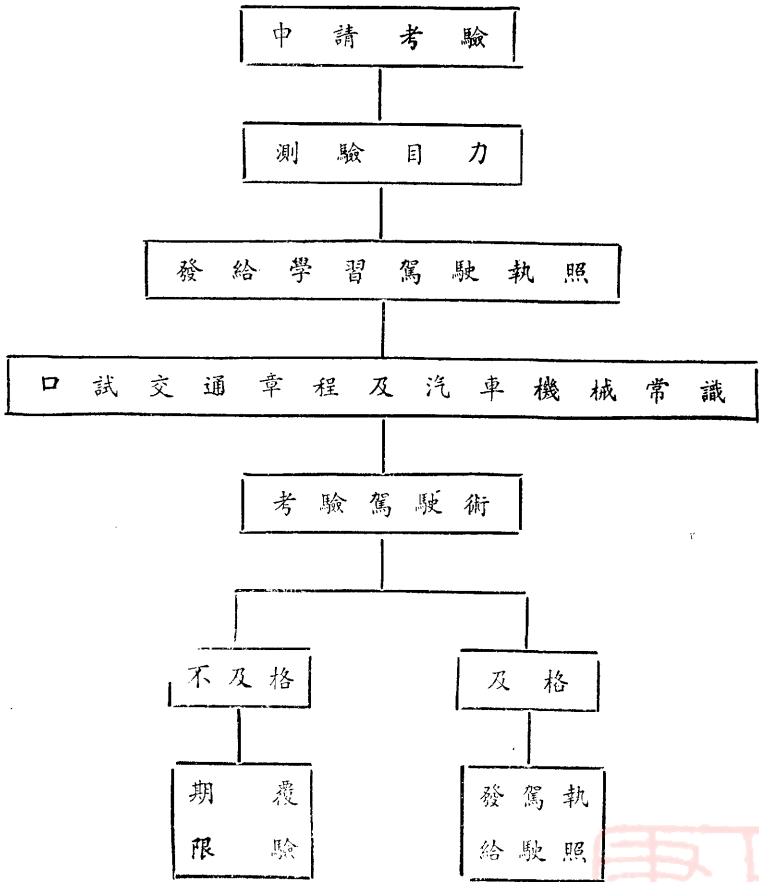 申請考驗
測驗目力
發給學習駕駛執照
口試交通章程及汽車機械常識
考驗駕駛術
不及格
及格
期限
覆驗
發給
駕駛
執照